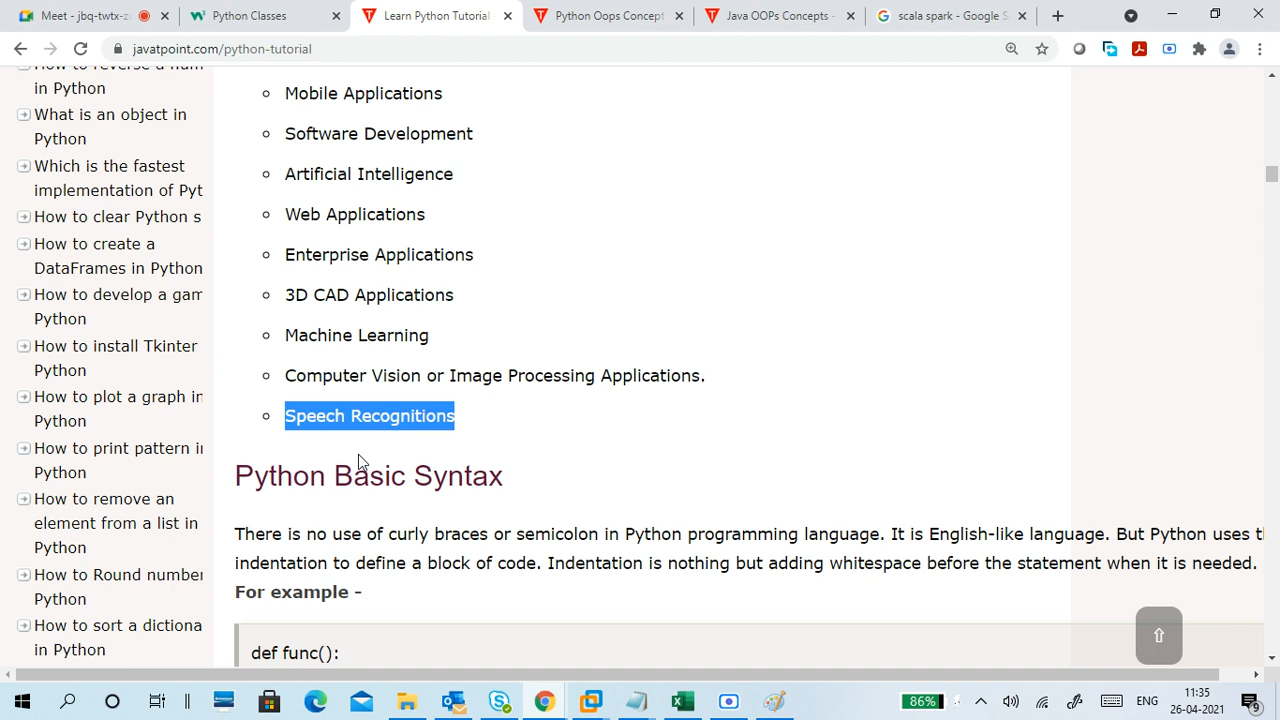 Meet - jbq-twtx-z
Python Classes
Learn Python Tutorial
Python Oops Concept
Java OOPs Concepts -
scala spark - Google S
javatpoint.com/python-tutorial
in Python
What is an object in
Python
Which is the fastest
implementation of Pyt
How to clear Python s
How to create a
DataFrames in Python
How to develop a gam
Python
How to install Tkinter
Python
How to plot a graph in
Python
How to print pattern i
Python
How to remove an
element from a list in
Python
How to Round number
Python
How to sort a dictiona
in Python
Mobile Applications
Software Development
Artificial Intelligence
Web Applications
Enterprise Applications
3D CAD Applications
Machine Learning
Computer Vision or Image Processing Applications.
Speech Recognitions
Python Basic Syntax
There is no use of curly braces or semicolon in Python programming language. It is English-like language. But Python uses t
indentation to define a block of code. Indentation is nothing but adding whitespace before the statement when it is needed.
For example -
def func():
86%
ENG
11:35
26-04-2021
9